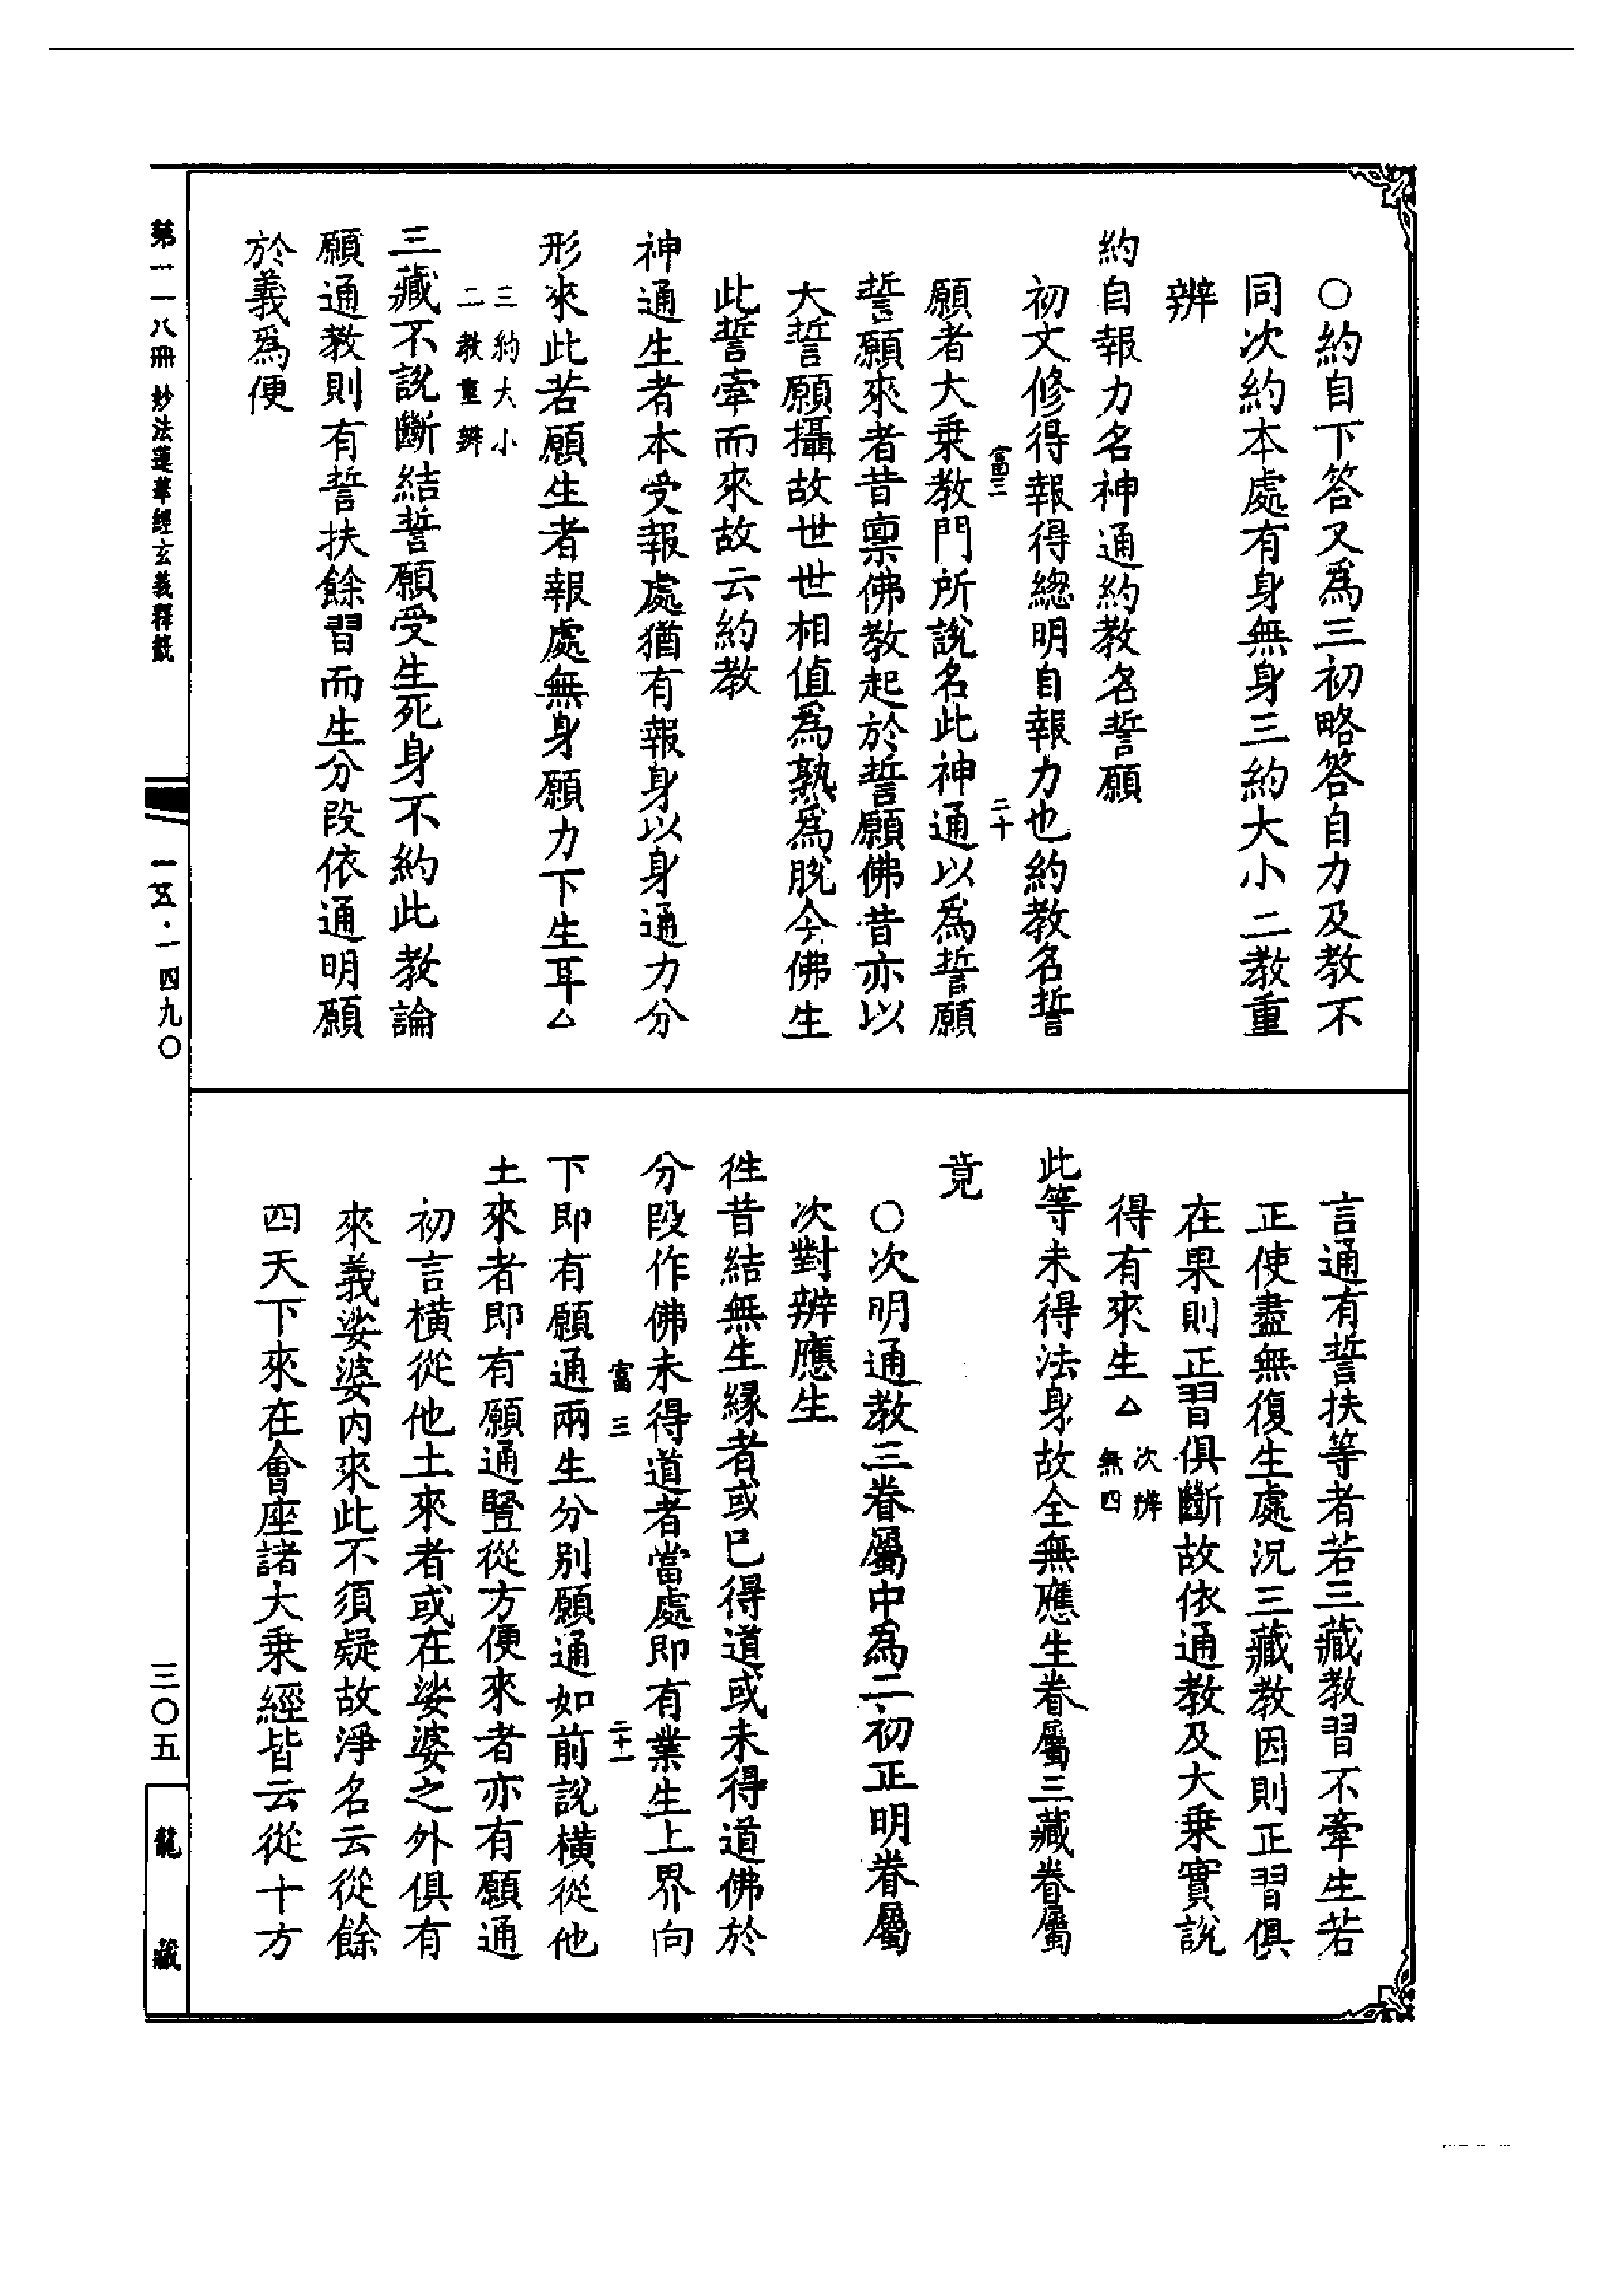 ○約自下答又為三初略答自力及教不
同次約本處有身無身三約大小二教重
辨
約自報力名神通約教名誓願
初文修得報得總明自報力也約教名誓
富三 二十
願者大乗教門所說名此神通以為誓願
誓願來者昔稟佛教起於誓願佛昔亦以
大誓願攝故世世相值為熟為脫今佛生
此誓牽而來故云約教
神通生者本受報處猶有報身以身通力分
形來此若願生者報處無身願力下生耳△
三約大小
二教重辨
三藏不說斷結誓願受生死身不約此教論
願通教則有誓扶餘習而生分段依通明願
於義為便
言通有誓扶等者若三藏教習不牽生若
正使盡無復生處況三藏教因則正習俱
在果則正習俱斷故依通教及大乗實說
得有來生△
次辨
無四
此等未得法身故全無應生眷屬三藏眷屬
竟
○次明通教三眷屬中為二初正明眷屬
次對辨應生
徃昔結無生緣者或已得道或未得道佛於
分段作佛未得道者當處即有業生上界向
富三 二十一
下即有願通兩生分別願通如前說橫從他
土來者即有願通豎從方便來者亦有願通
初言橫從他土來者或在娑婆之外俱有
來義娑婆內來此不須疑故淨名云從餘
四天下來在會座諸大乗經皆云從十方
第一一八冊 妙法蓮華經玄義釋籤
一五·一四九〇
三〇五
龍藏